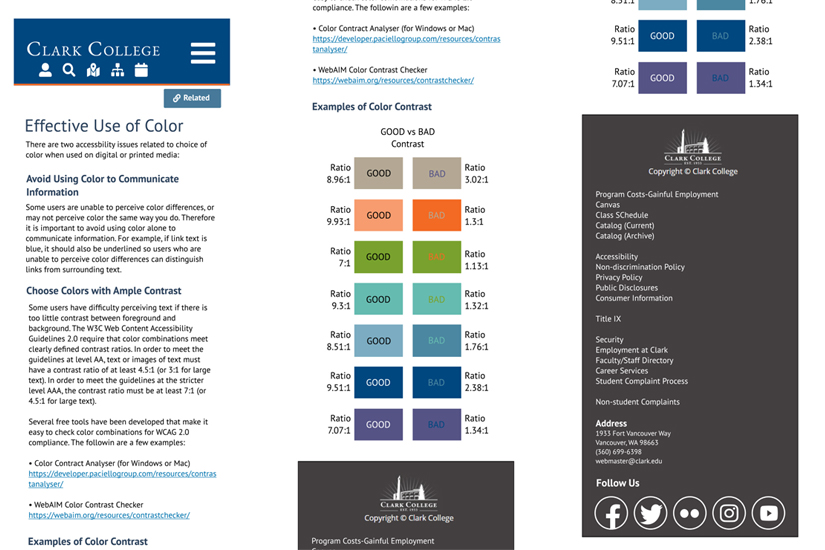 CLARK COLLEGE
Related
Effective Use of Color
There are two accessibility issues related to choice of
color when used on digital or printed media:
Avoid Using Color to Communicate
Information
Some users are unable to perceive color differences, or
may not perceive color the same way you do. Therefore
it is important to avoid using color alone to
communicate information. For example, if link text is
blue, it should also be underlined so users who are
unable to perceive color differences can distinguish
links from surrounding text.
Choose Colors with Ample Contrast
Some users have difficulty perceiving text if there is
too little contrast between foreground and
background. The W3C Web Content Accessibility
Guidelines 2.0 require that color combinations meet
clearly defined contrast ratios. In order to meet the
guidelines at level AA, text or images of text must
have a contrast ratio of at least 4.5:1 (or 3:1 for large
text). In order to meet the guidelines at the stricter
level AAA, the contrast ratio must be at least 7:1 (or
4.5:1 for large text).
Several free tools have been developed that make it
easy to check color combinations for WCAG 2.0
compliance. The followin are a few examples:
• Color Contract Analyser (for Windows or Mac)
https://developer.paciellogroup.com/resources/contras
tanalyser/
• WebAIM Color Contrast Checker
https://webaim.org/resources/contrastchecker/
Examples of Color Contrast
compliance. The followin are a few examples:
• Color Contract Analyser (for Windows or Mac)
https://developer.paciellogroup.com/resources/contras
tanalyser/
• WebAIM Color Contrast Checker
https://webaim.org/resources/contrastchecker/
Examples of Color Contrast
GOOD vs BAD
Contrast
Ratio 8.96:1 GOOD BAD Ratio 3.02:1
Ratio 9.93:1 GOOD BAD Ratio 1.3:1
Ratio 7:1 GOOD BAD Ratio 1.13:1
Ratio 9.3:1 GOOD BAD Ratio 1.32:1
Ratio 8.51:1 GOOD BAD Ratio 1.76:1
Ratio 9.51:1 GOOD BAD Ratio 2.38:1
Ratio 7.07:1 GOOD BAD Ratio 1.34:1
CLARK COLLEGE
Copyright © Clark College
Program Costs-Gainful Employment
8.51:1 1.76:1
Ratio 9.51:1 GOOD BAD Ratio 2.38:1
Ratio 7.07:1 GOOD BAD Ratio 1.34:1
CLARK COLLEGE
Copyright © Clark College
Program Costs-Gainful Employment
Canvas
Class SChedule
Catalog (Current)
Catalog (Archive)
Accessibility
Non-discrimination Policy
Privacy Policy
Public Disclosures
Consumer Information
Title IX
Security
Employment at Clark
Faculty/Staff Directory
Career Services
Student Complaint Process
Non-student Complaints
Address
1933 Fort Vancouver Way
Vancouver, WA 98663
(360) 699-6398
webmaster@clark.edu
Follow Us